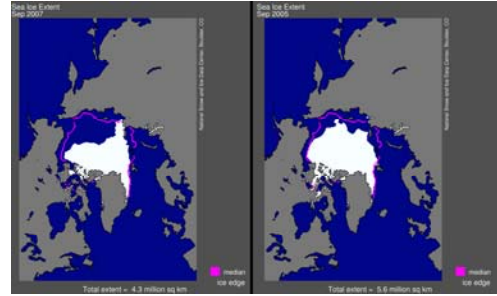 Sea Ice Extent
Sep 2007
National Snow and Ice Data Center, Boulder, CO
median
ice edge
Total extent = 4.3 million sq km
Sea Ice Extent
Sep 2005
National Snow and Ice Data Center, Boulder, CO
median
ice edge
Total extent = 5.6 million sq km